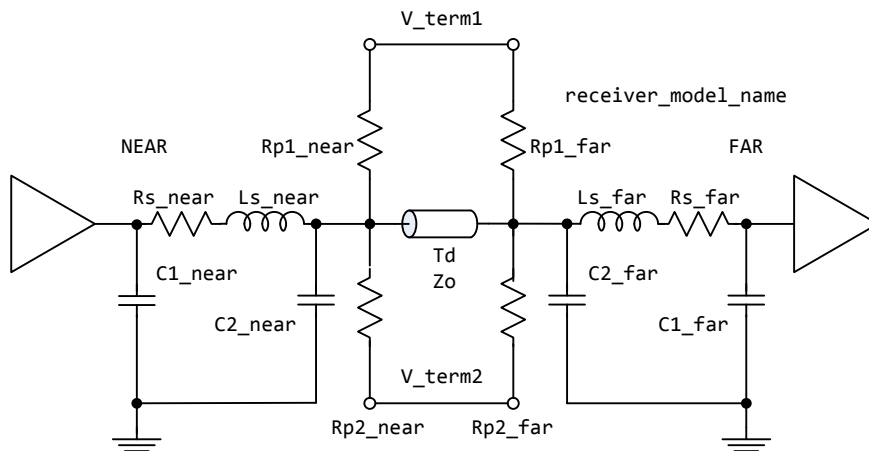 V_term1
receiver_model_name
NEAR
Rp1_near
Rp1_far
FAR
Rs_near
Ls_near
Ls_far
Rs_far
Td
Zo
C1_near
C2_far
C2_near
C1_far
V_term2
Rp2_near
Rp2_far